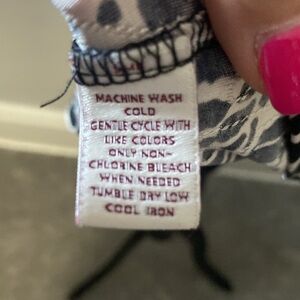 MACHINE WASH
COLD
GENTLE CYCLE WITH
LIKE COLORS
ONLY NON-
CHLORINE BLEACH
WHEN NEEDED
TUMBLE DRY LOW
COOL IRON